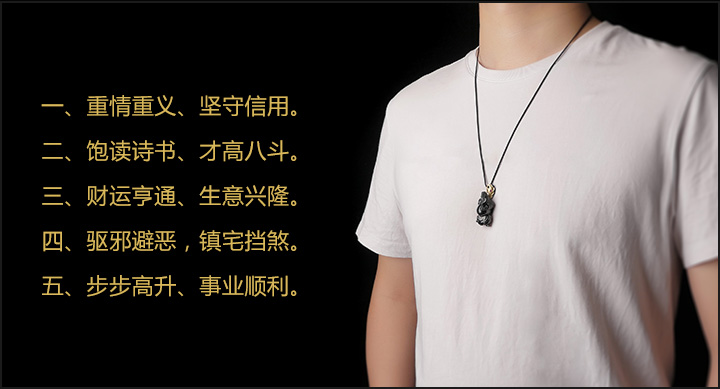 一、重情重义、坚守信用。
二、饱读诗书、才高八斗。
三、财运亨通、生意兴隆。
四、驱邪避恶，镇宅挡煞。
五、步步高升、事业顺利。